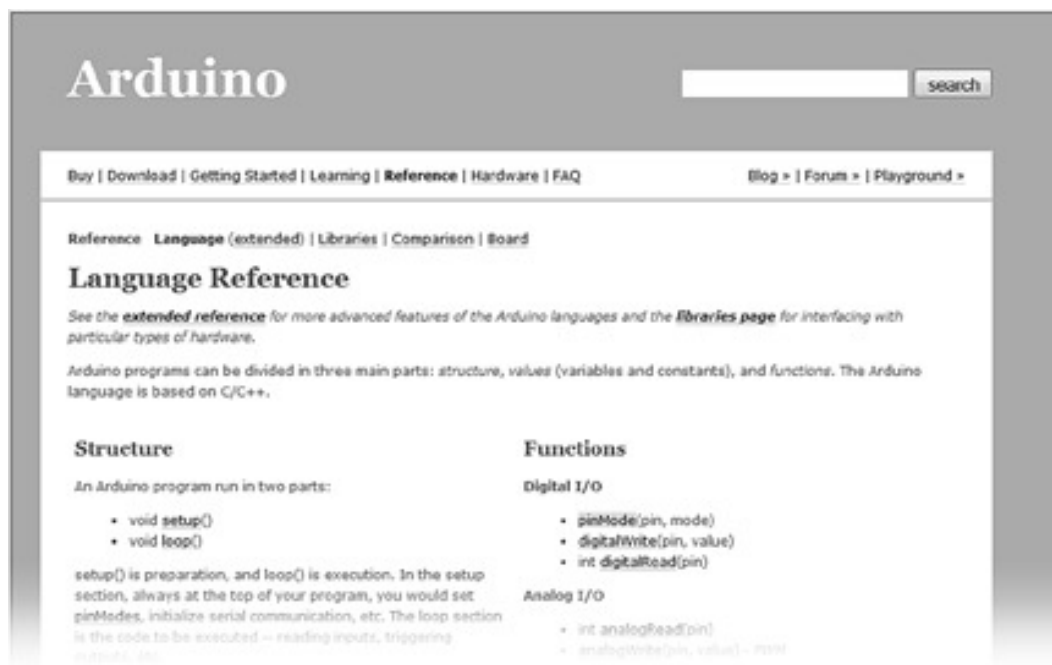 Arduino
search
Buy | Download | Getting Started | Learning | Reference | Hardware | FAQ
Blog » | Forum » | Playground »
Reference Language (extended) | Libraries | Comparison | Board
Language Reference
See the extended reference for more advanced features of the Arduino languages and the libraries page for interfacing with
particular types of hardware.
Arduino programs can be divided in three main parts: structure, values (variables and constants), and functions. The Arduino
language is based on C/C++.
Structure
An Arduino program run in two parts:
• void setup()
• void loop()
setup() is preparation, and loop() is execution. In the setup
section, always at the top of your program, you would set
pinModes, initialize serial communication, etc. The loop section
is the code to be executed -- reading inputs, triggering
outputs, etc.
Functions
Digital I/O
• pinMode(pin, mode)
• digitalWrite(pin, value)
• int digitalRead(pin)
Analog I/O
• int analogRead(pin)
• analogWrite(pin, value) - PWM